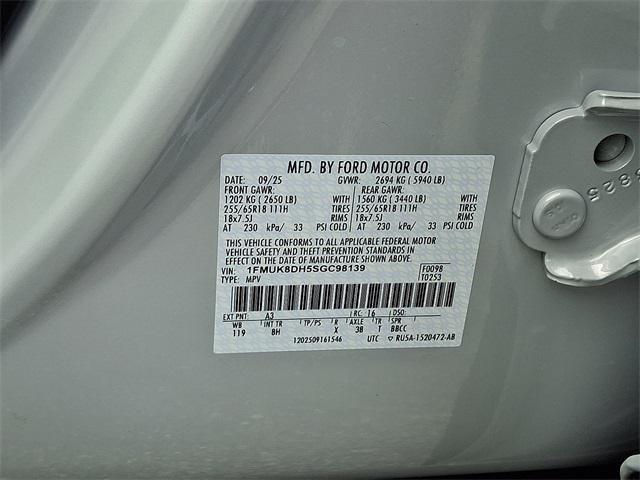 MFD. BY FORD MOTOR CO.
DATE: 09/25 GVWR: 2694 KG ( 5940 LB)
FRONT GAWR: REAR GAWR:
1202 KG ( 2650 LB) WITH 1560 KG ( 3440 LB) WITH
255/65R18 111H TIRES 255/65R18 111H TIRES
18x7.5J RIMS 18x7.5J RIMS
AT 230 kPa/ 33 PSI COLD AT 230 kPa/ 33 PSI COLD
THIS VEHICLE CONFORMS TO ALL APPLICABLE FEDERAL MOTOR
VEHICLE SAFETY AND THEFT PREVENTION STANDARDS IN
EFFECT ON THE DATE OF MANUFACTURE SHOWN ABOVE.
VIN: 1FMUK8DH5SGC98139 F0098
TYPE: MPV T0253
EXT PNT: A3 RC: 16 DSO:
WB INT TR TP/PS R AXLE TR SPR
119 8H X 38 T BBCC
1202509161546 UTC ▽ RU5A-1520472-AB